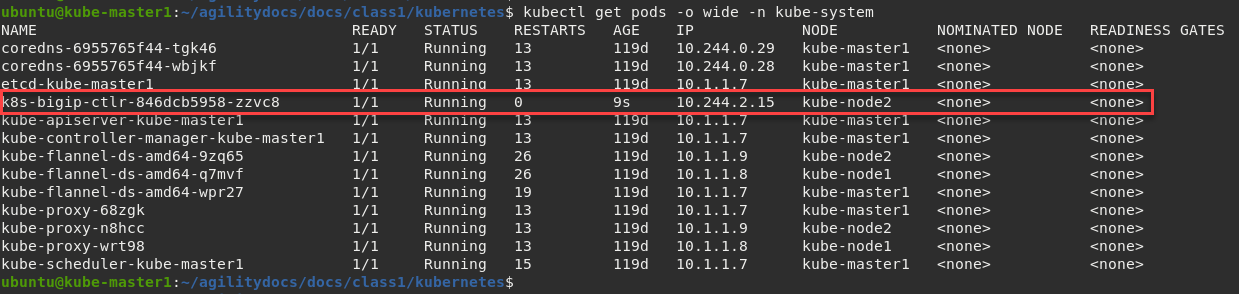 ubuntu@kube-master1:~/agilitydocs/docs/class1/kubernetes$ kubectl get pods -o wide -n kube-system
NAME READY STATUS RESTARTS AGE IP NODE NOMINATED NODE READINESS GATES
coredns-6955765f44-tgk46 1/1 Running 13 119d 10.244.0.29 kube-master1 <none> <none>
coredns-6955765f44-wbjkf 1/1 Running 13 119d 10.244.0.28 kube-master1 <none> <none>
etcd-kube-master1 1/1 Running 13 119d 10.1.1.7 kube-master1 <none> <none>
k8s-bigip-ctlr-846dcb5958-zzvc8 1/1 Running 0 9s 10.244.2.15 kube-node2 <none> <none>
kube-apiserver-kube-master1 1/1 Running 13 119d 10.1.1.7 kube-master1 <none> <none>
kube-controller-manager-kube-master1 1/1 Running 13 119d 10.1.1.7 kube-master1 <none> <none>
kube-flannel-ds-amd64-9zq65 1/1 Running 26 119d 10.1.1.9 kube-node2 <none> <none>
kube-flannel-ds-amd64-q7mvf 1/1 Running 26 119d 10.1.1.8 kube-node1 <none> <none>
kube-flannel-ds-amd64-wpr27 1/1 Running 19 119d 10.1.1.7 kube-master1 <none> <none>
kube-proxy-68zgk 1/1 Running 13 119d 10.1.1.7 kube-master1 <none> <none>
kube-proxy-n8hcc 1/1 Running 13 119d 10.1.1.9 kube-node2 <none> <none>
kube-proxy-wrt98 1/1 Running 13 119d 10.1.1.8 kube-node1 <none> <none>
kube-scheduler-kube-master1 1/1 Running 15 119d 10.1.1.7 kube-master1 <none> <none>
ubuntu@kube-master1:~/agilitydocs/docs/class1/kubernetes$